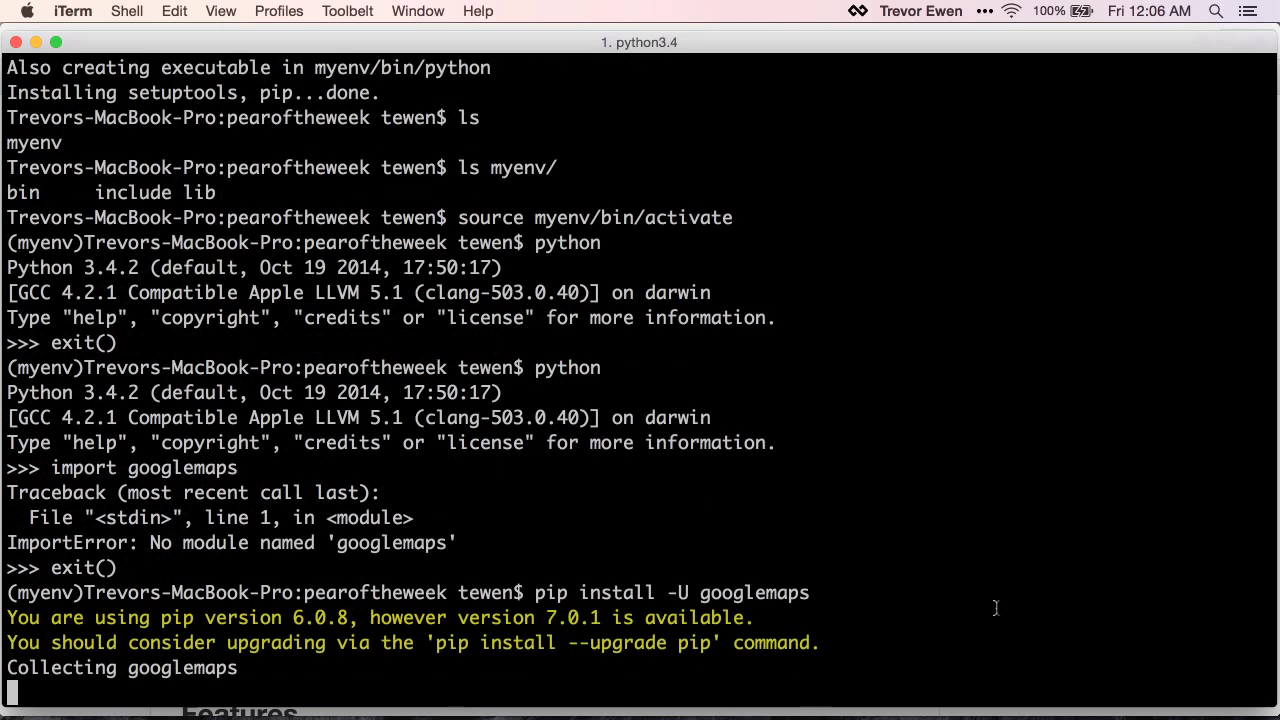 iTerm Shell Edit View Profiles Toolbelt Window Help Trevor Ewen 100% Fri 12:06 AM
1. python3.4
Also creating executable in myenv/bin/python
Installing setuptools, pip...done.
Trevors-MacBook-Pro:pearoftheweek tewen$ ls
myenv
Trevors-MacBook-Pro:pearoftheweek tewen$ ls myenv/
bin     include lib
Trevors-MacBook-Pro:pearoftheweek tewen$ source myenv/bin/activate
(myenv)Trevors-MacBook-Pro:pearoftheweek tewen$ python
Python 3.4.2 (default, Oct 19 2014, 17:50:17)
[GCC 4.2.1 Compatible Apple LLVM 5.1 (clang-503.0.40)] on darwin
Type "help", "copyright", "credits" or "license" for more information.
>>> exit()
(myenv)Trevors-MacBook-Pro:pearoftheweek tewen$ python
Python 3.4.2 (default, Oct 19 2014, 17:50:17)
[GCC 4.2.1 Compatible Apple LLVM 5.1 (clang-503.0.40)] on darwin
Type "help", "copyright", "credits" or "license" for more information.
>>> import googlemaps
Traceback (most recent call last):
  File "<stdin>", line 1, in <module>
ImportError: No module named 'googlemaps'
>>> exit()
(myenv)Trevors-MacBook-Pro:pearoftheweek tewen$ pip install -U googlemaps
You are using pip version 6.0.8, however version 7.0.1 is available.
You should consider upgrading via the 'pip install --upgrade pip' command.
Collecting googlemaps
Features